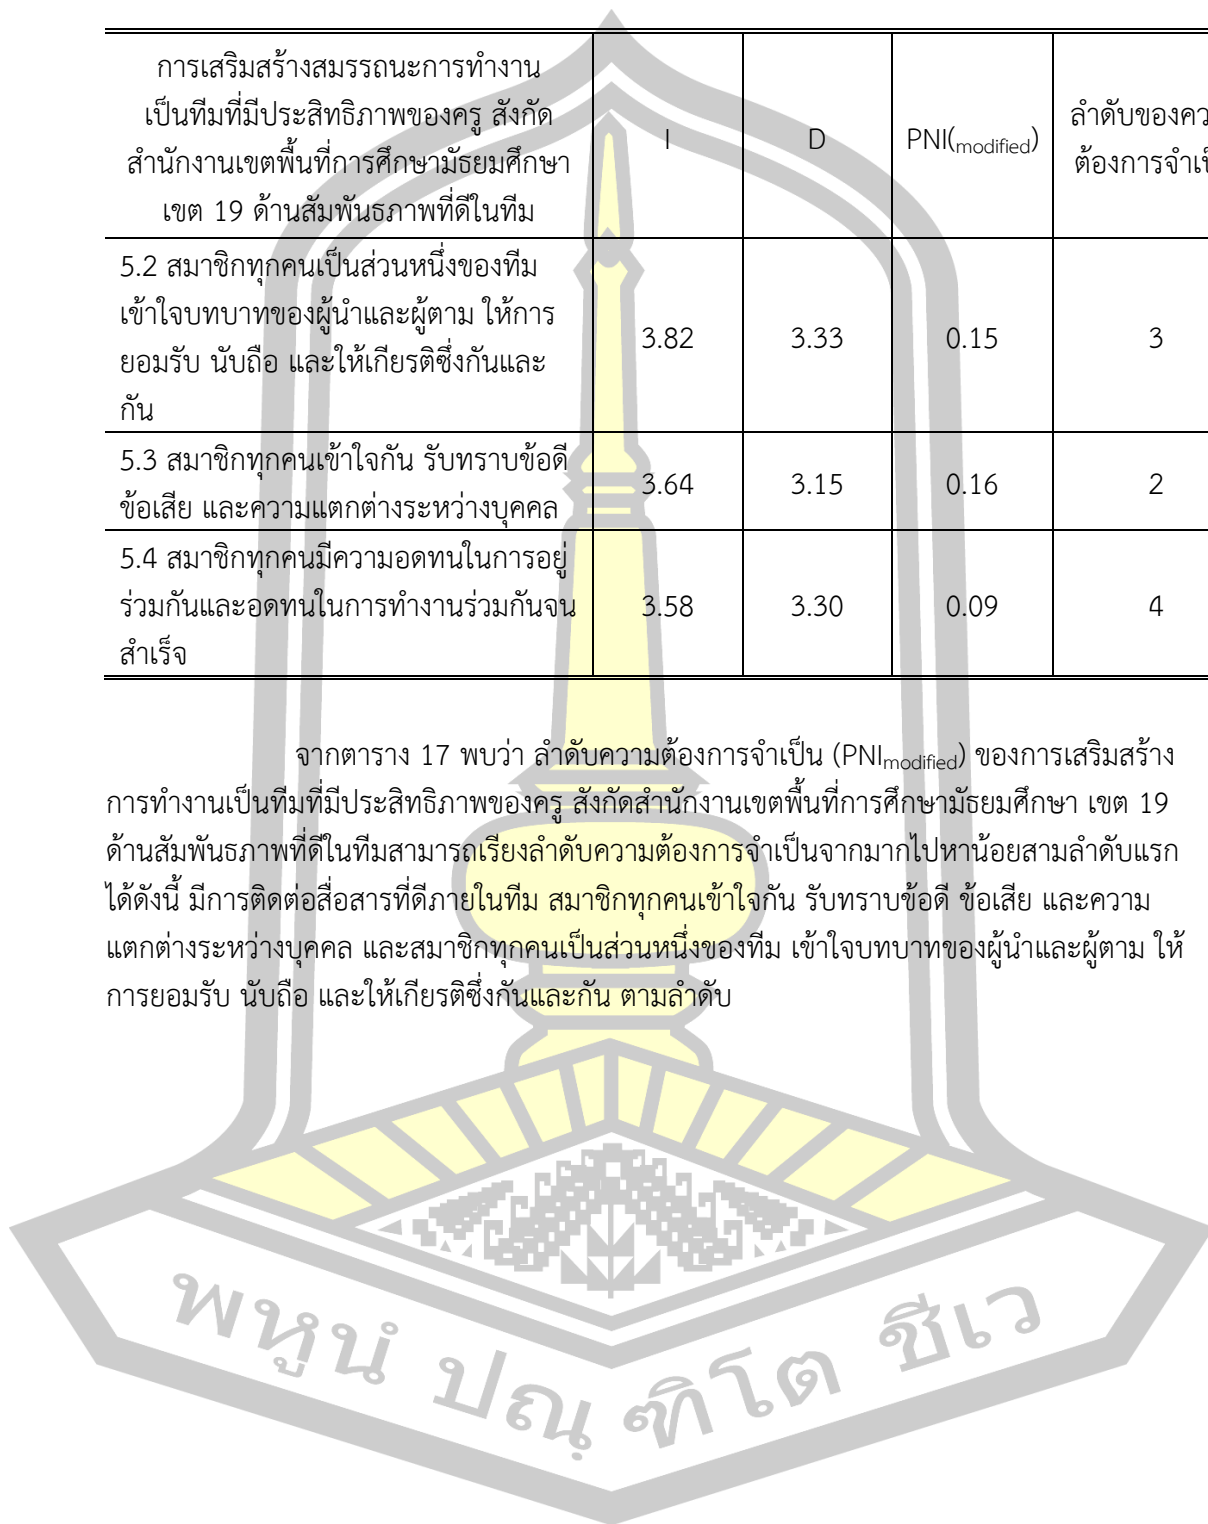 การเสริมสร้างสมรรถนะการทำงาน
เป็นทีมที่มีประสิทธิภาพของครู สังกัด
สำนักงานเขตพื้นที่การศึกษามัธยมศึกษา
เขต 19 ด้านสัมพันธภาพที่ดีในทีม
I
D
PNI(modified)
ลำดับของคว
ต้องการจำเป็
5.2 สมาชิกทุกคนเป็นส่วนหนึ่งของทีม
เข้าใจบทบาทของผู้นำและผู้ตาม ให้การ
ยอมรับ นับถือ และให้เกียรติซึ่งกันและ
กัน
3.82
3.33
0.15
3
5.3 สมาชิกทุกคนเข้าใจกัน รับทราบข้อดี
ข้อเสีย และความแตกต่างระหว่างบุคคล
3.64
3.15
0.16
2
5.4 สมาชิกทุกคนมีความอดทนในการอยู่
ร่วมกันและอดทนในการทำงานร่วมกันจน
สำเร็จ
3.58
3.30
0.09
4
จากตาราง 17 พบว่า ลำดับความต้องการจำเป็น (PNImodified) ของการเสริมสร้าง
การทำงานเป็นทีมที่มีประสิทธิภาพของครู สังกัดสำนักงานเขตพื้นที่การศึกษามัธยมศึกษา เขต 19
ด้านสัมพันธภาพที่ดีในทีมสามารถเรียงลำดับความต้องการจำเป็นจากมากไปหาน้อยสามลำดับแรก
ได้ดังนี้ มีการติดต่อสื่อสารที่ดีภายในทีม สมาชิกทุกคนเข้าใจกัน รับทราบข้อดี ข้อเสีย และความ
แตกต่างระหว่างบุคคล และสมาชิกทุกคนเป็นส่วนหนึ่งของทีม เข้าใจบทบาทของผู้นำและผู้ตาม ให้
การยอมรับ นับถือ และให้เกียรติซึ่งกันและกัน ตามลำดับ
พหูนํ ปณฺฑิโต ชีเว